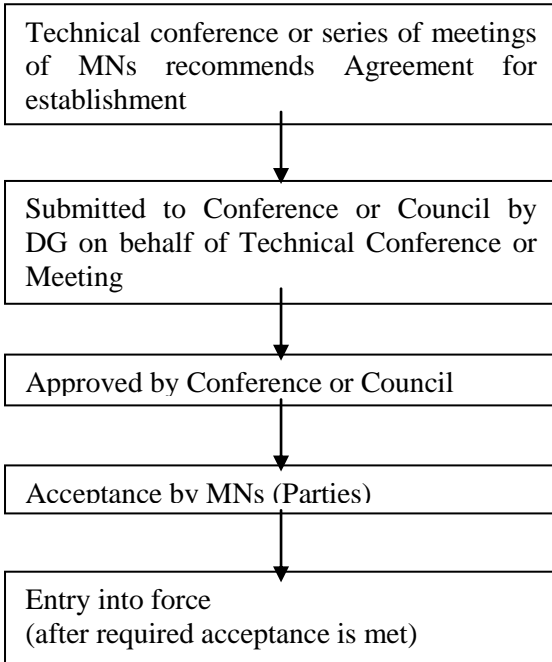 Technical conference or series of meetings
of MNs recommends Agreement for
establishment
Submitted to Conference or Council by
DG on behalf of Technical Conference or
Meeting
Approved by Conference or Council
Acceptance by MNs (Parties)
Entry into force
(after required acceptance is met)